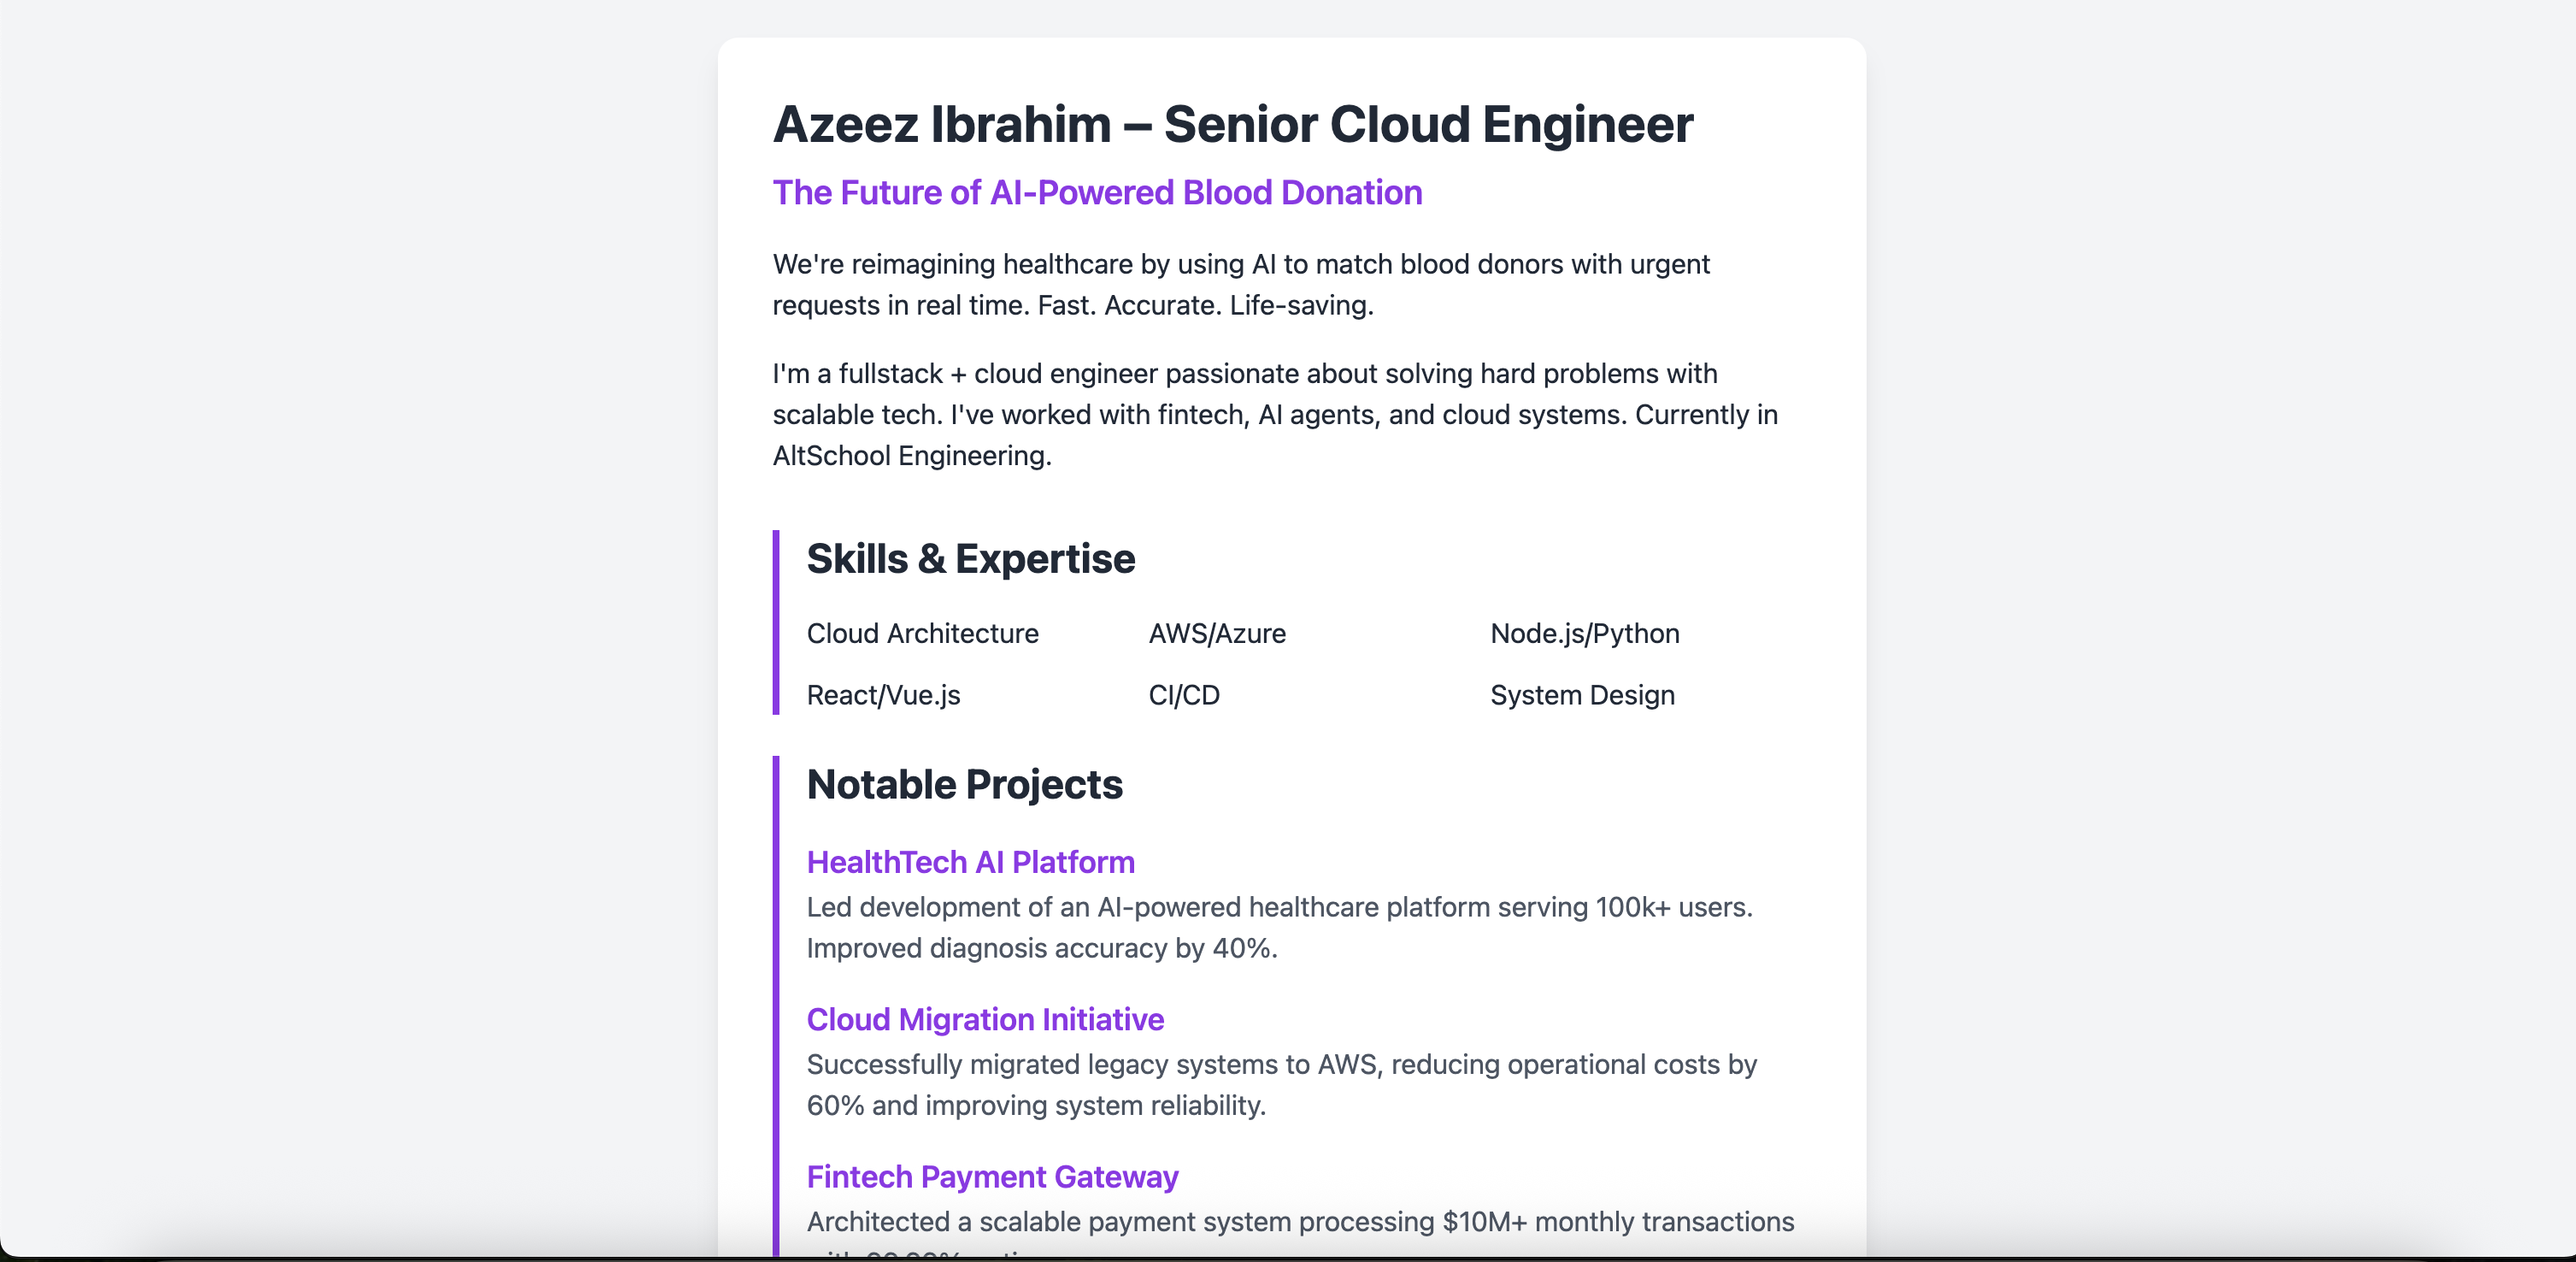 Azeez Ibrahim – Senior Cloud Engineer
The Future of AI-Powered Blood Donation
We're reimagining healthcare by using AI to match blood donors with urgent
requests in real time. Fast. Accurate. Life-saving.
I'm a fullstack + cloud engineer passionate about solving hard problems with
scalable tech. I've worked with fintech, AI agents, and cloud systems. Currently in
AltSchool Engineering.
Skills & Expertise
Cloud Architecture AWS/Azure Node.js/Python
React/Vue.js CI/CD System Design
Notable Projects
HealthTech AI Platform
Led development of an AI-powered healthcare platform serving 100k+ users.
Improved diagnosis accuracy by 40%.
Cloud Migration Initiative
Successfully migrated legacy systems to AWS, reducing operational costs by
60% and improving system reliability.
Fintech Payment Gateway
Architected a scalable payment system processing $10M+ monthly transactions